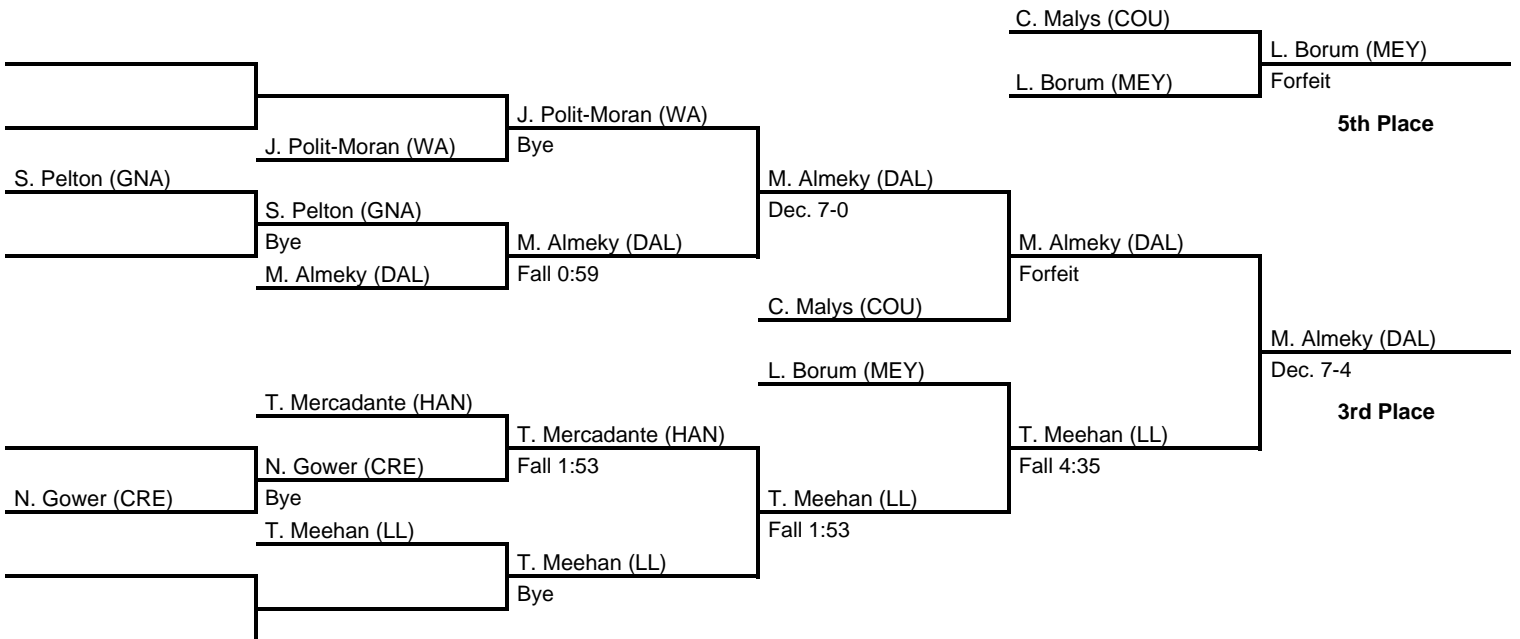 C. Malys (COU)
L. Borum (MEY)
L. Borum (MEY)
Forfeit
5th Place
J. Polit-Moran (WA)
J. Polit-Moran (WA)
Bye
S. Pelton (GNA)
M. Almeky (DAL)
S. Pelton (GNA)
Dec. 7-0
Bye
M. Almeky (DAL)
M. Almeky (DAL)
M. Almeky (DAL)
Fall 0:59
Forfeit
C. Malys (COU)
M. Almeky (DAL)
L. Borum (MEY)
Dec. 7-4
T. Mercadante (HAN)
3rd Place
T. Mercadante (HAN)
T. Meehan (LL)
N. Gower (CRE)
Fall 1:53
Fall 4:35
N. Gower (CRE)
Bye
T. Meehan (LL)
T. Meehan (LL)
Fall 1:53
T. Meehan (LL)
Bye